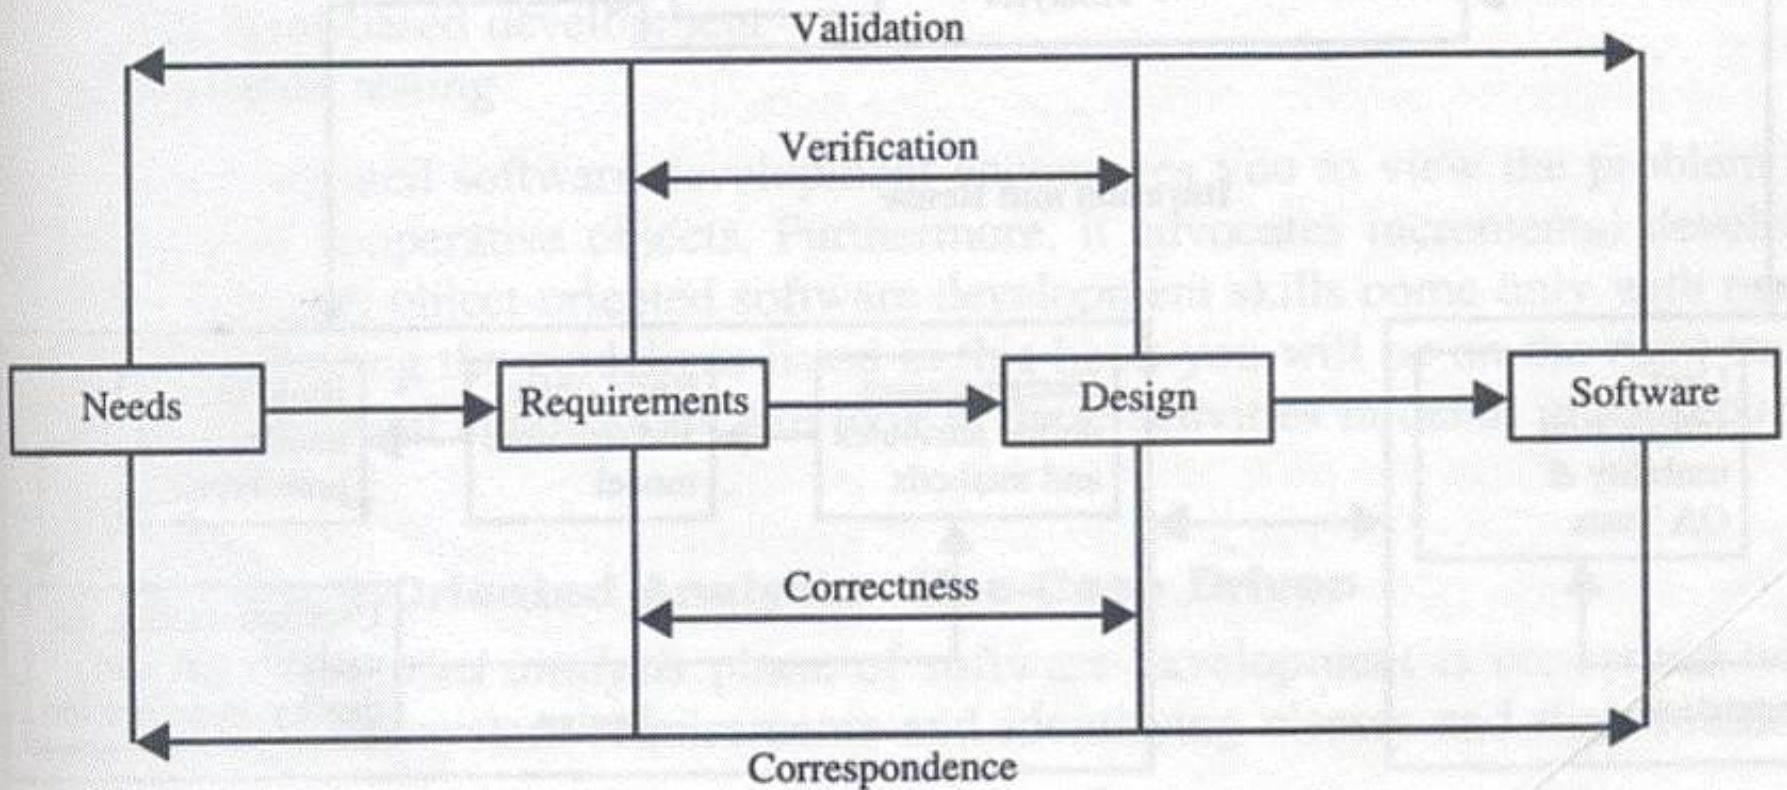 Validation
Verification
Needs
Requirements
Design
Software
Correctness
Correspondence